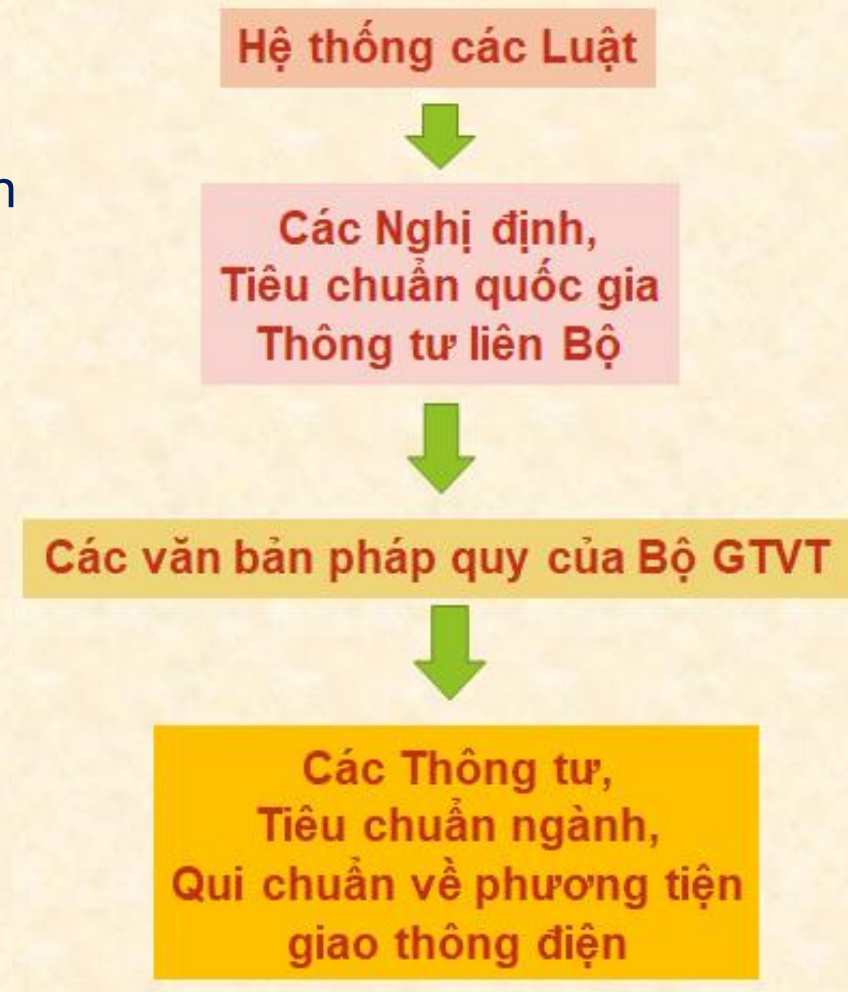 Hệ thống các Luật
Các Nghị định,
Tiêu chuẩn quốc gia
Thông tư liên Bộ
Các văn bản pháp quy của Bộ GTVT
Các Thông tư,
Tiêu chuẩn ngành,
Qui chuẩn về phương tiện
giao thông điện